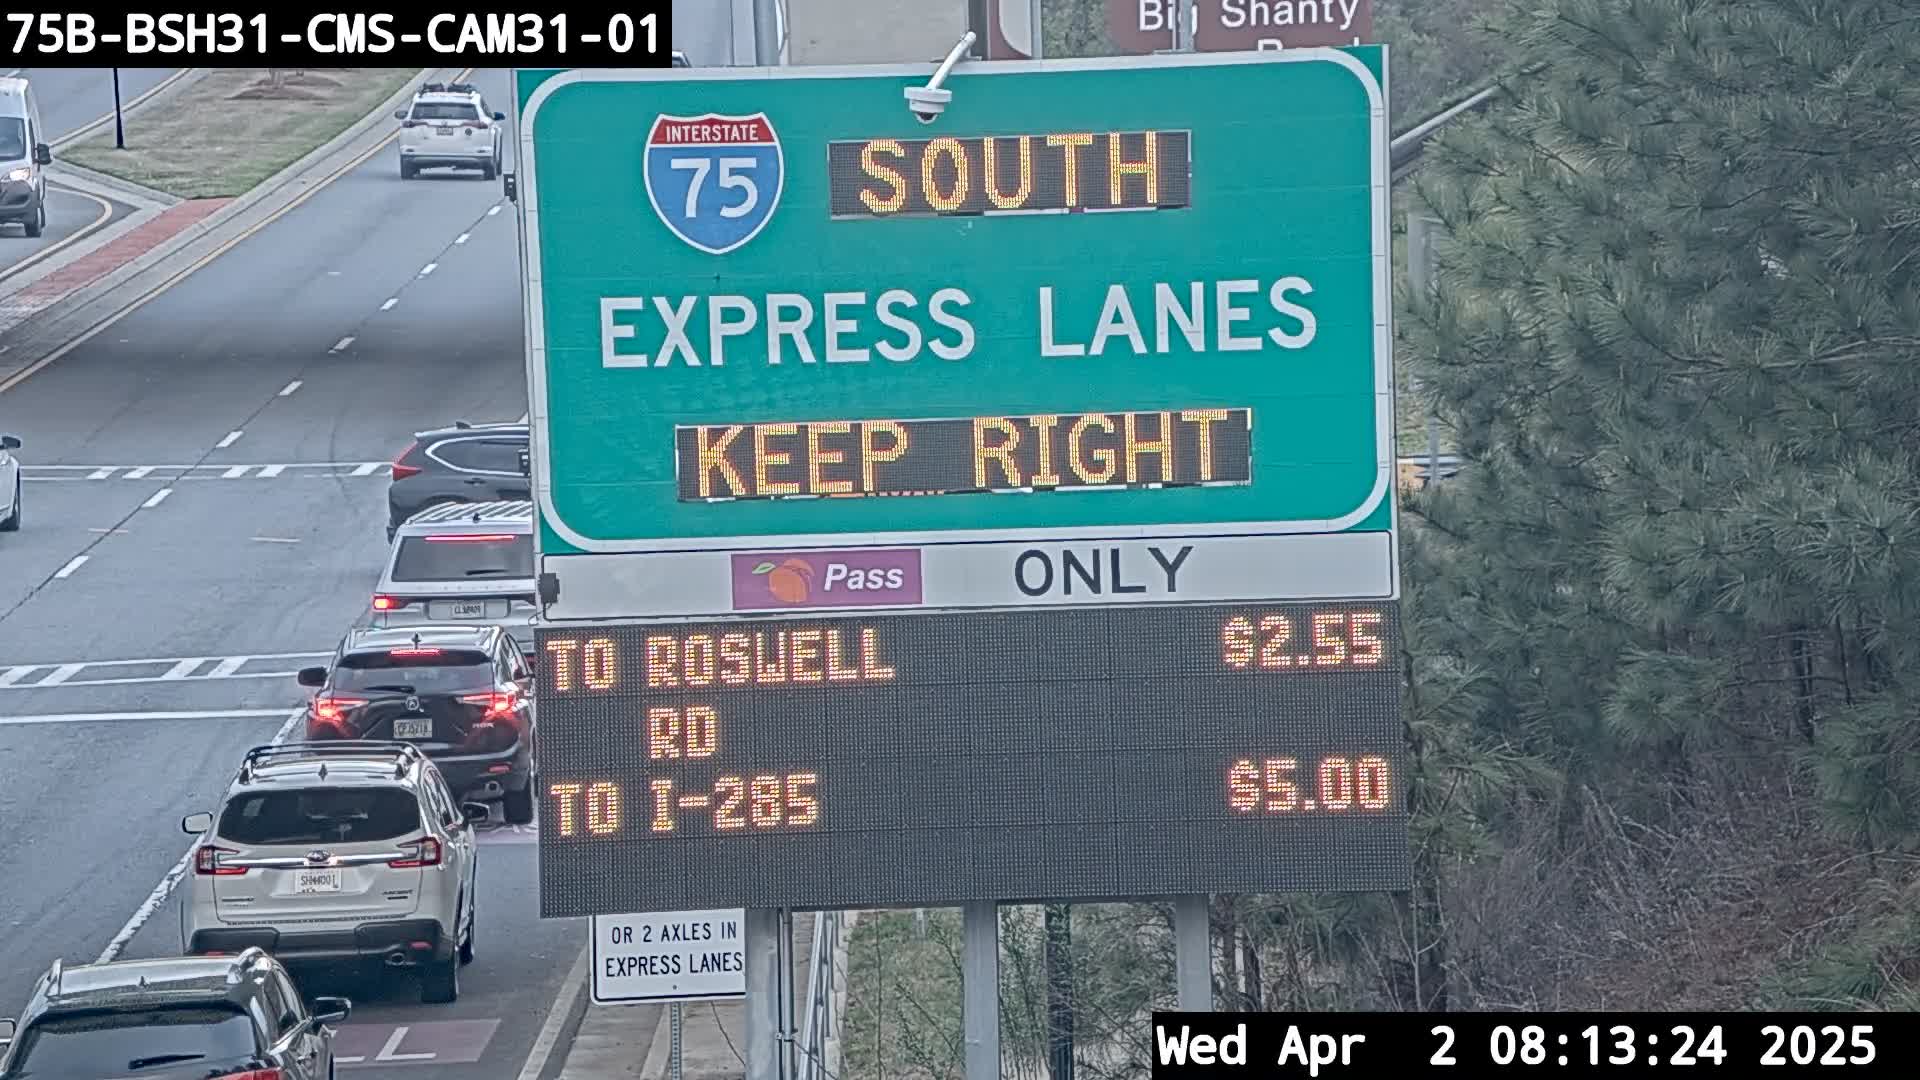 75B-BSH31-CMS-CAM31-01
Big Shanty
INTERSTATE
75
SOUTH
EXPRESS LANES
KEEP RIGHT
Pass
ONLY
TO ROSWELL $2.55
RD
TO I-285 $5.00
OR 2 AXLES IN
EXPRESS LANES
Wed Apr 2 08:13:24 2025